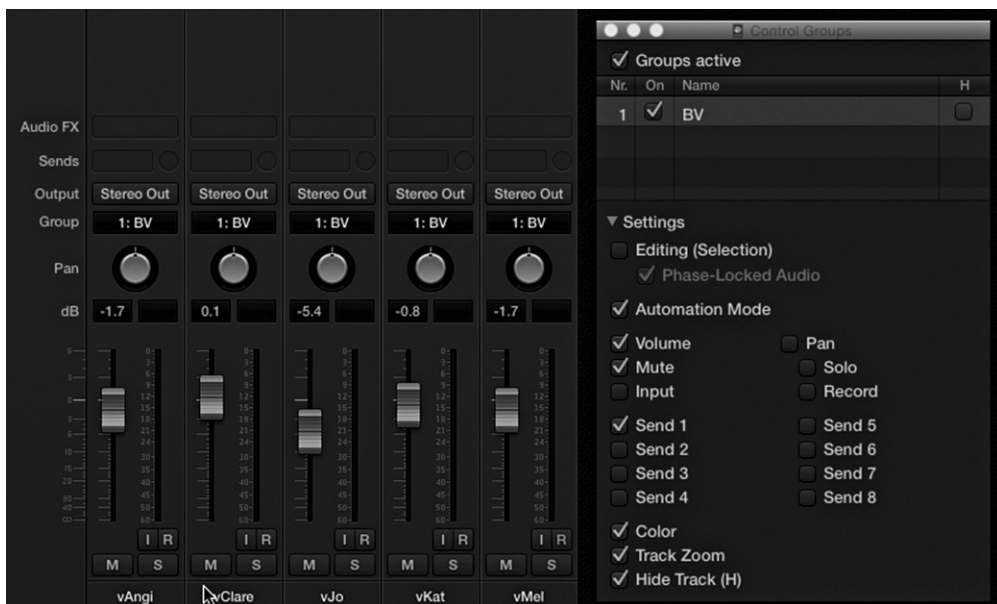 Audio FX
Sends
Output Stereo Out Stereo Out Stereo Out Stereo Out Stereo Out
Group 1: BV 1: BV 1: BV 1: BV 1: BV
Pan
dB -1.7 0.1 -5.4 -0.8 -1.7
I R I R I R I R I R
M S M S M S M S M S
vAngi vClare vJo vKat vMel
Control Groups
Groups active
Nr. On Name H
1 BV
Settings
Editing (Selection)
Phase-Locked Audio
Automation Mode
Volume Pan
Mute Solo
Input Record
Send 1 Send 5
Send 2 Send 6
Send 3 Send 7
Send 4 Send 8
Color
Track Zoom
Hide Track (H)